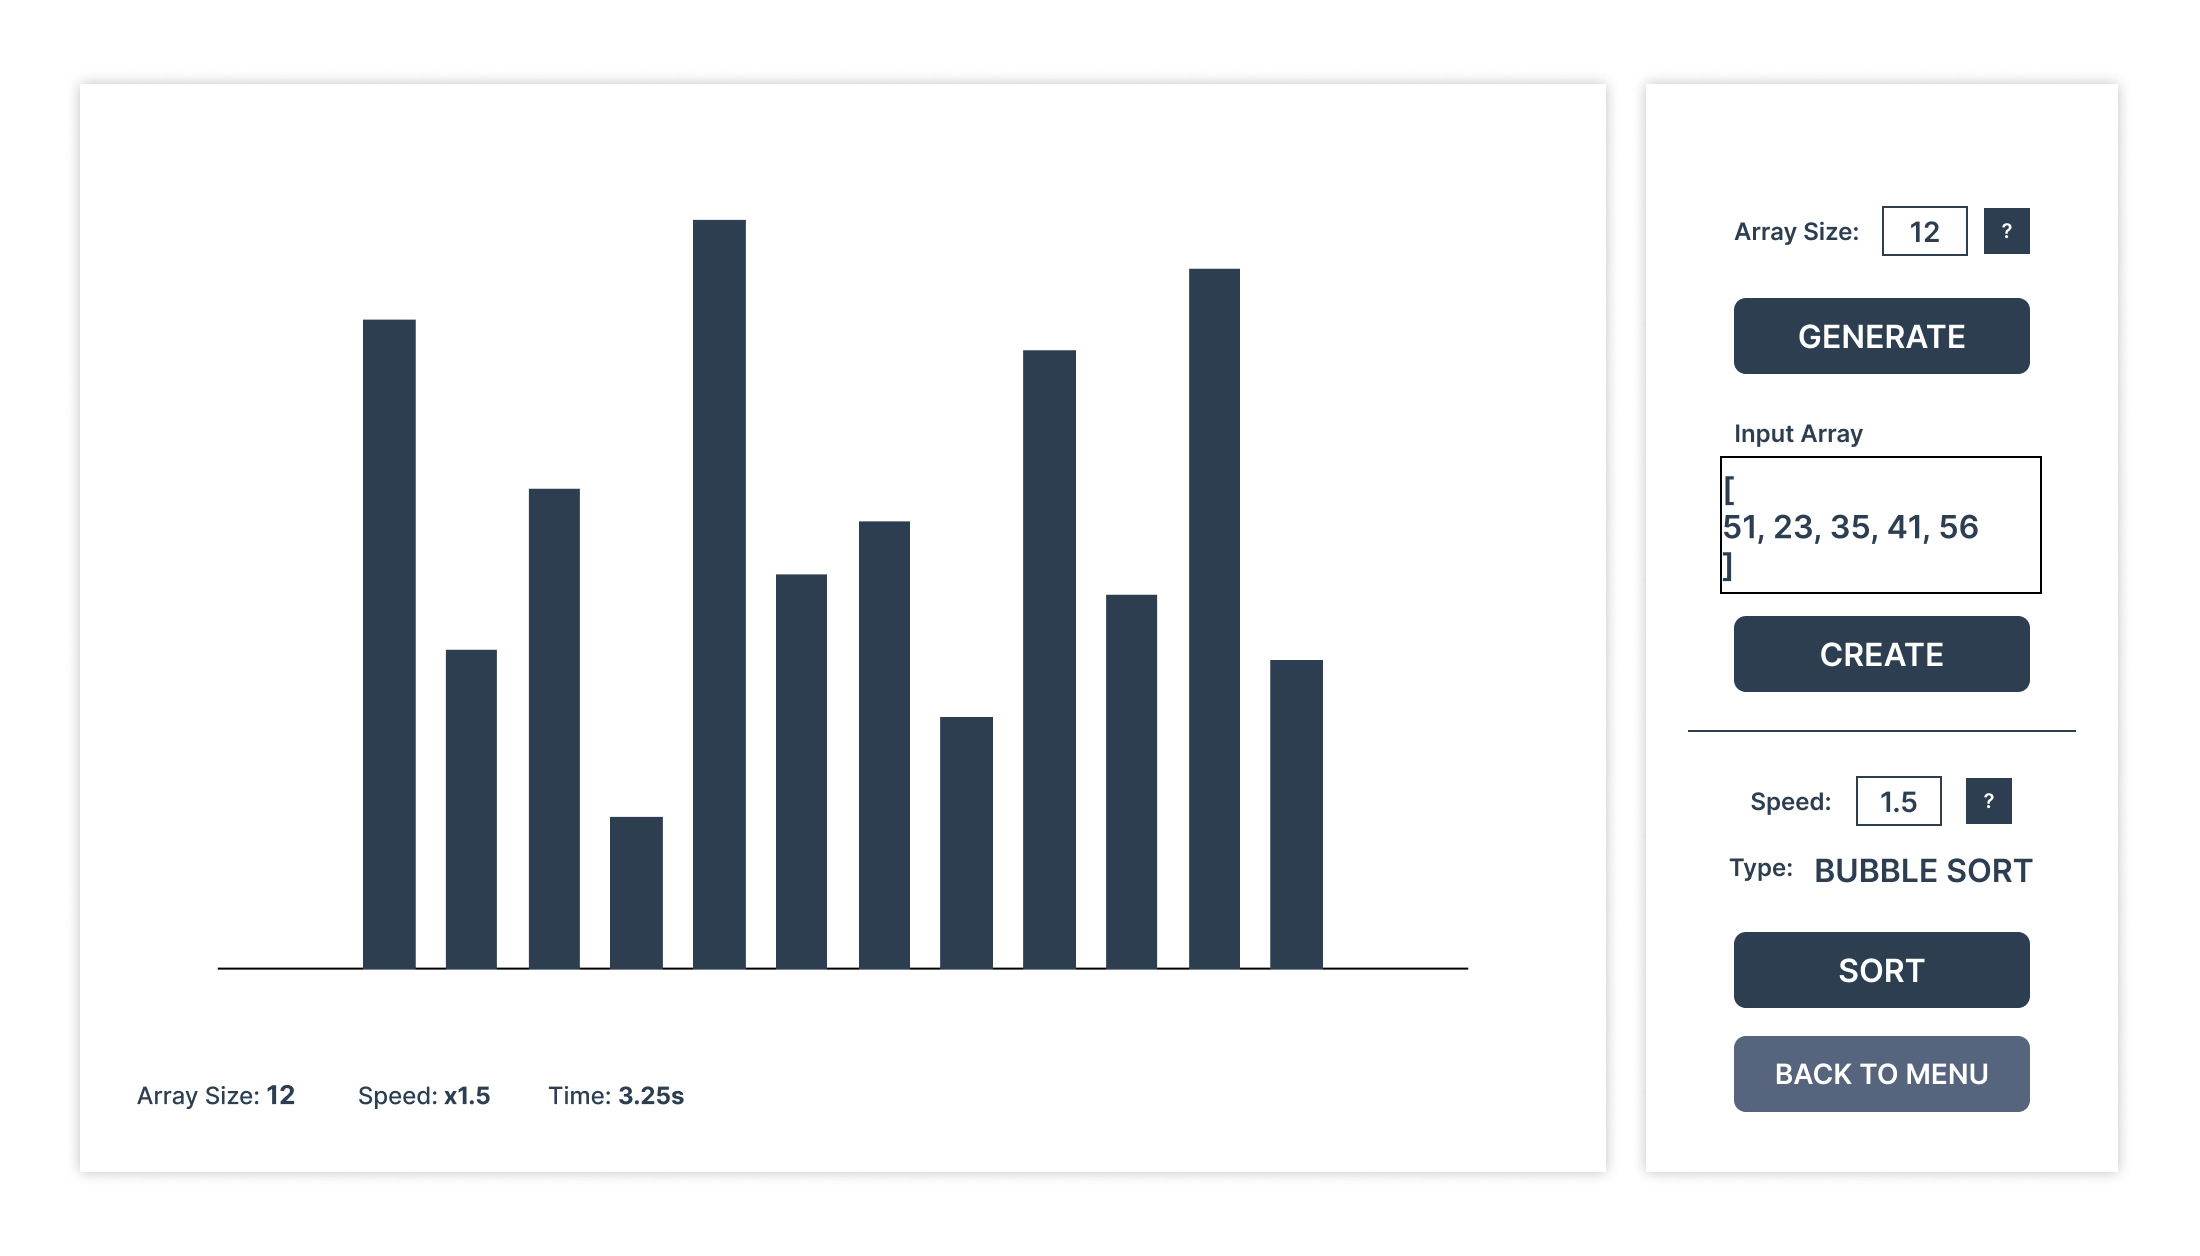 Array Size: 12 ?
GENERATE
Input Array
[
51, 23, 35, 41, 56
]
CREATE
Speed: 1.5 ?
Type: BUBBLE SORT
SORT
BACK TO MENU
Array Size: 12 Speed: x1.5 Time: 3.25s